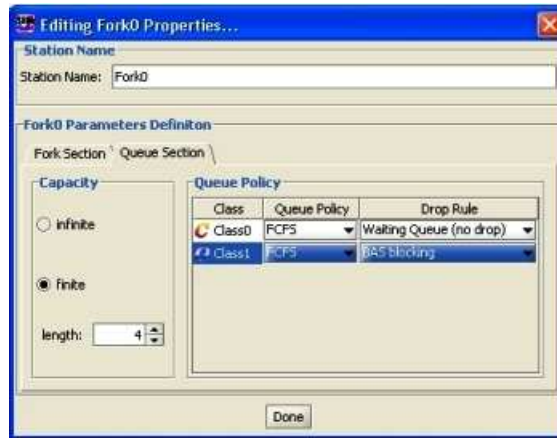 Editing Fork0 Properties...
Station Name
Station Name: Fork0
Fork0 Parameters Definiton
Fork Section Queue Section
Capacity
infinite
finite
length: 4
Queue Policy
Class Queue Policy Drop Rule
Class0 FCFS Waiting Queue (no drop)
Class1 FCFS BAS blocking
Done